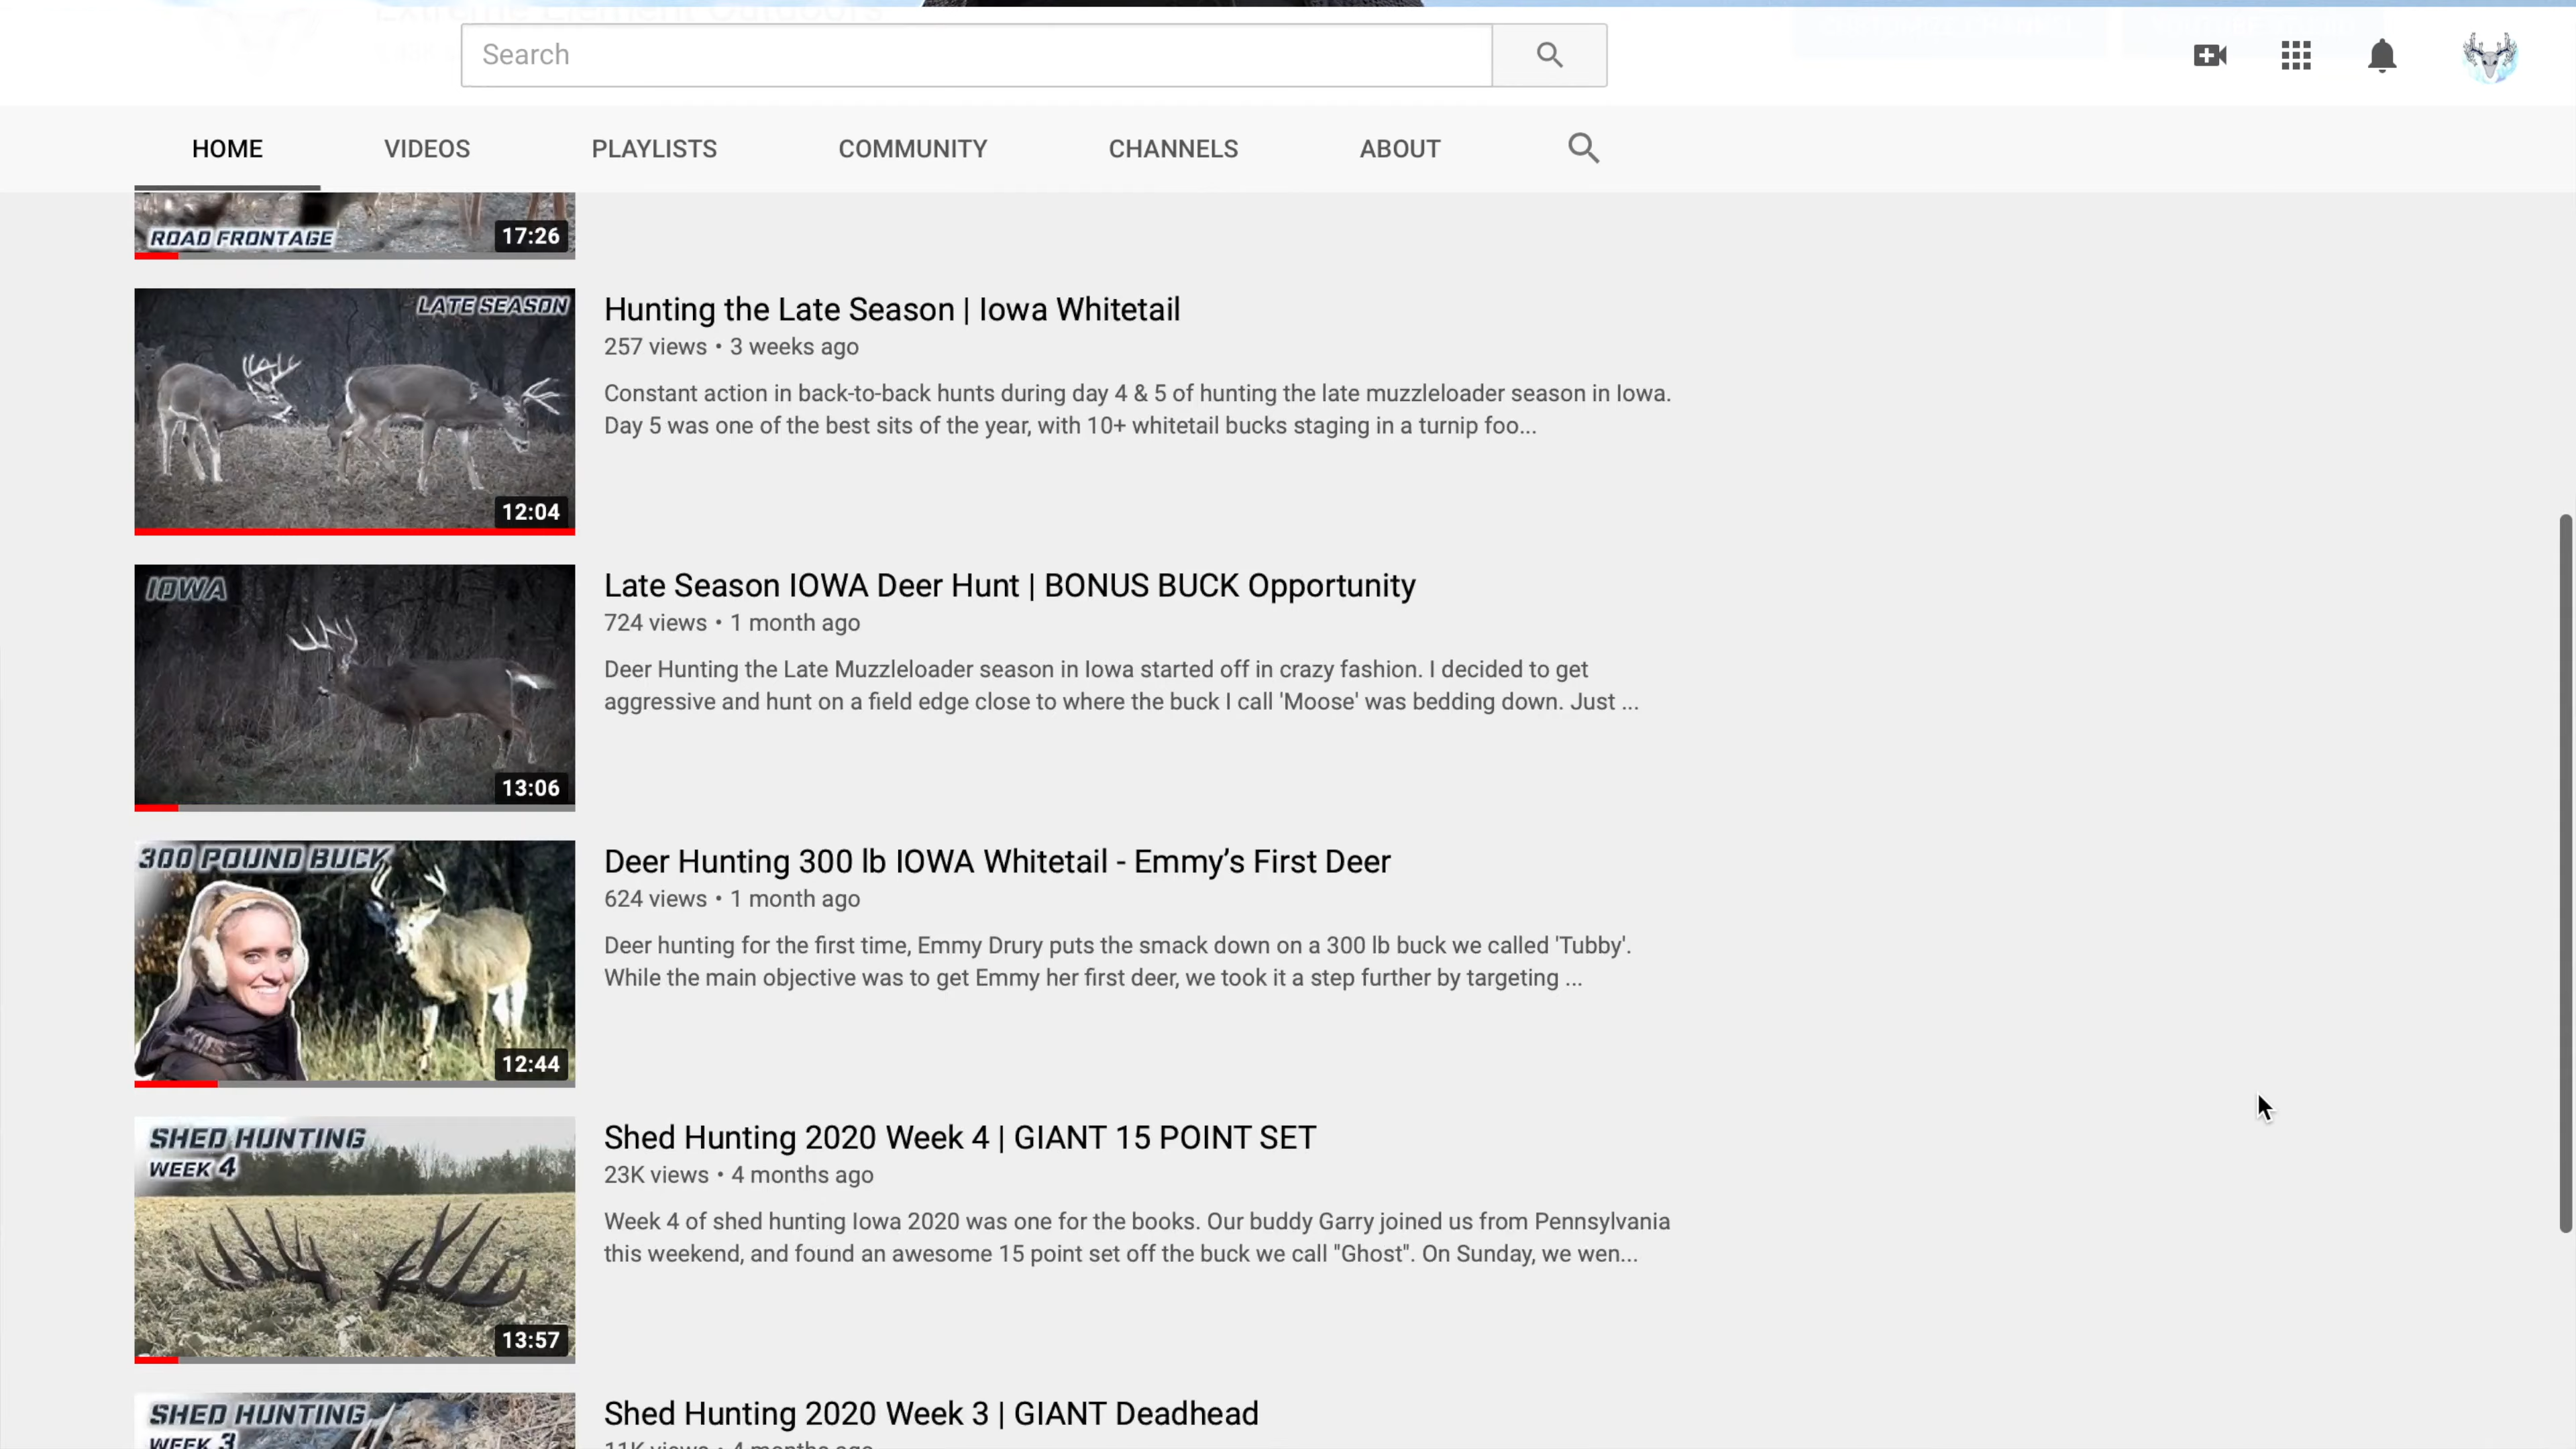 Extreme Element Outdoors
Search
HOME
VIDEOS
PLAYLISTS
COMMUNITY
CHANNELS
ABOUT
ROAD FRONTAGE
17:26
LATE SEASON
12:04
Hunting the Late Season | Iowa Whitetail
257 views • 3 weeks ago
Constant action in back-to-back hunts during day 4 & 5 of hunting the late muzzleloader season in Iowa.
Day 5 was one of the best sits of the year, with 10+ whitetail bucks staging in a turnip foo...
IOWA
13:06
Late Season IOWA Deer Hunt | BONUS BUCK Opportunity
724 views • 1 month ago
Deer Hunting the Late Muzzleloader season in Iowa started off in crazy fashion. I decided to get
aggressive and hunt on a field edge close to where the buck I call 'Moose' was bedding down. Just ...
300 POUND BUCK
12:44
Deer Hunting 300 lb IOWA Whitetail - Emmy’s First Deer
624 views • 1 month ago
Deer hunting for the first time, Emmy Drury puts the smack down on a 300 lb buck we called 'Tubby'.
While the main objective was to get Emmy her first deer, we took it a step further by targeting ...
SHED HUNTING
WEEK 4
13:57
Shed Hunting 2020 Week 4 | GIANT 15 POINT SET
23K views • 4 months ago
Week 4 of shed hunting Iowa 2020 was one for the books. Our buddy Garry joined us from Pennsylvania
this weekend, and found an awesome 15 point set off the buck we call "Ghost". On Sunday, we wen...
SHED HUNTING
WEEK 3
Shed Hunting 2020 Week 3 | GIANT Deadhead
11K views • 4 months ago